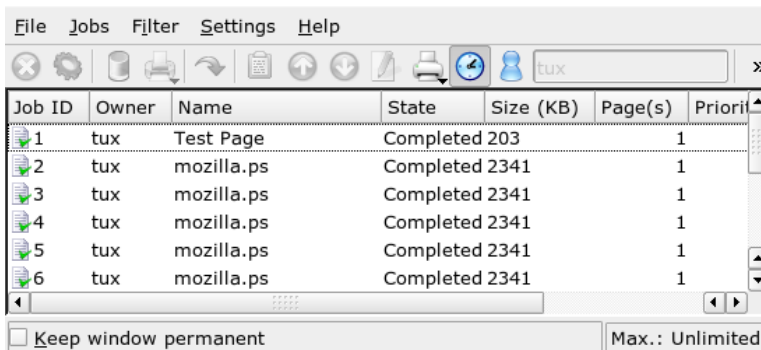 File Jobs Filter Settings Help
tux
Job ID Owner Name State Size (KB) Page(s) Priorit
1 tux Test Page Completed 203 1
2 tux mozilla.ps Completed 2341 1
3 tux mozilla.ps Completed 2341 1
4 tux mozilla.ps Completed 2341 1
5 tux mozilla.ps Completed 2341 1
6 tux mozilla.ps Completed 2341 1
Keep window permanent Max.: Unlimited